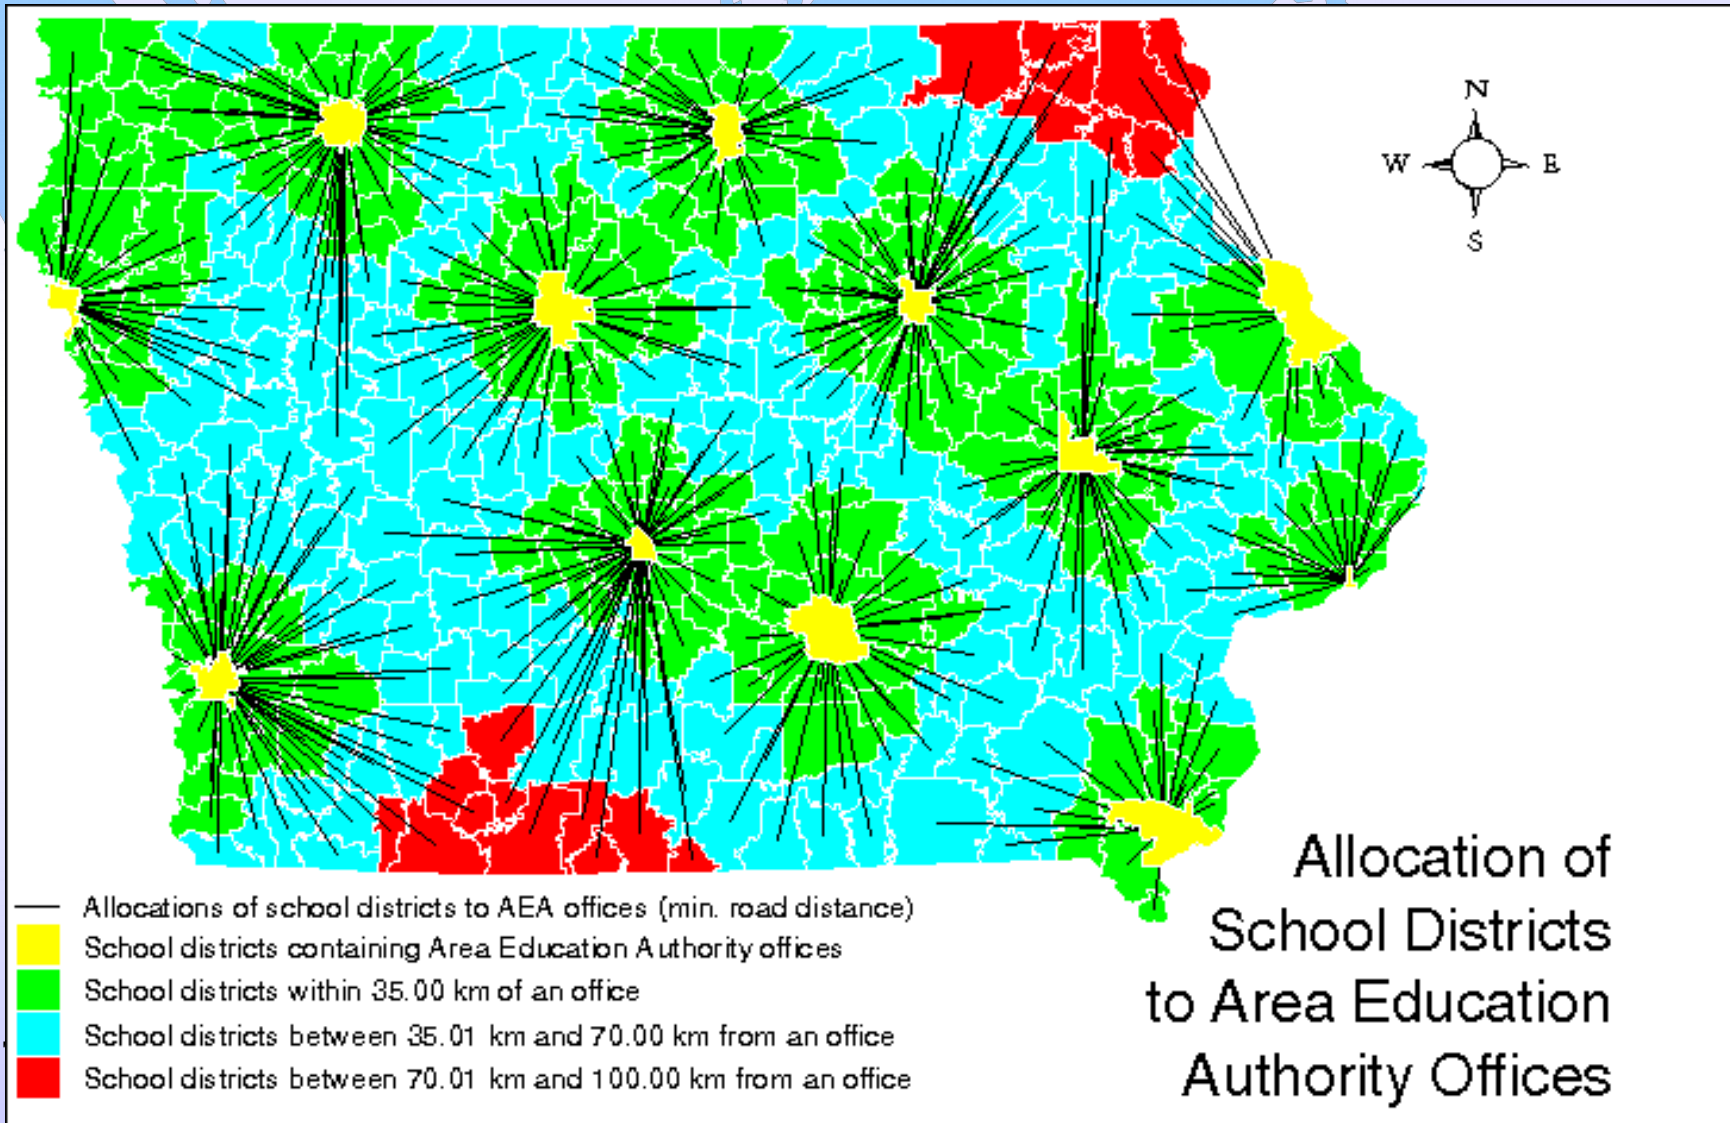 N
W
E
S
Allocation of
School Districts
to Area Education
Authority Offices
Allocations of school districts to AEA offices (min. road distance)
School districts containing Area Education Authority offices
School districts within 35.00 km of an office
School districts between 35.01 km and 70.00 km from an office
School districts between 70.01 km and 100.00 km from an office